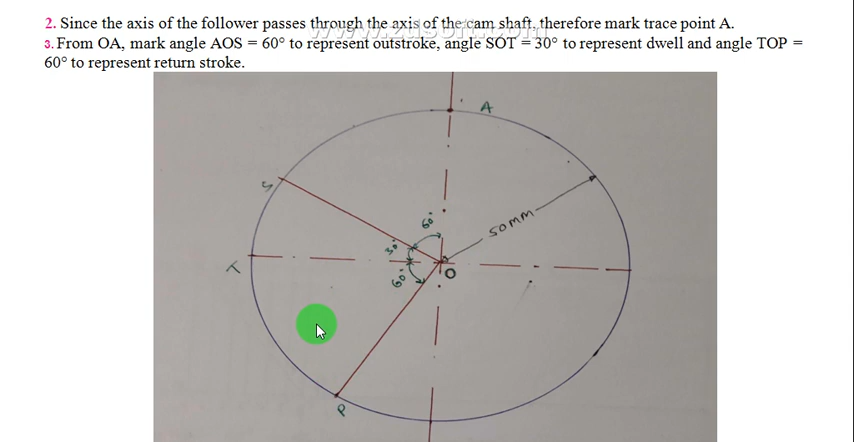 2. Since the axis of the follower passes through the axis of the cam shaft, therefore mark trace point A.
3. From OA, mark angle AOS = 60° to represent outstroke, angle SOT = 30° to represent dwell and angle TOP =
60° to represent return stroke.
A
S
60°
50MM
30°
T
60°
O
P